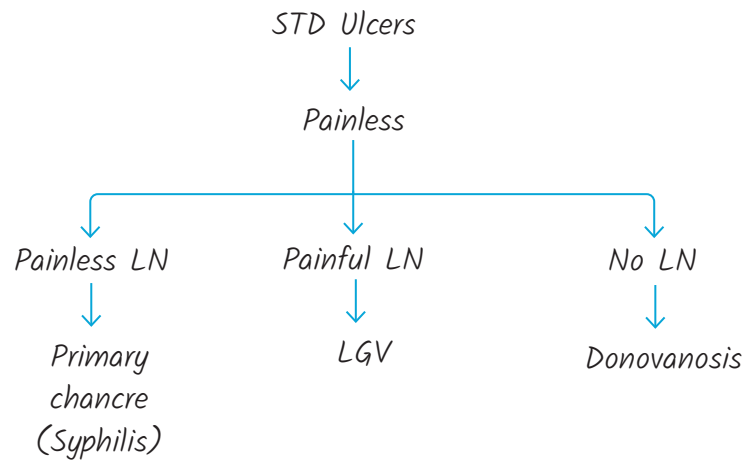 STD Ulcers
Painless
Painless LN
Painful LN
No LN
Primary
chancre
(Syphilis)
LGV
Donovanosis